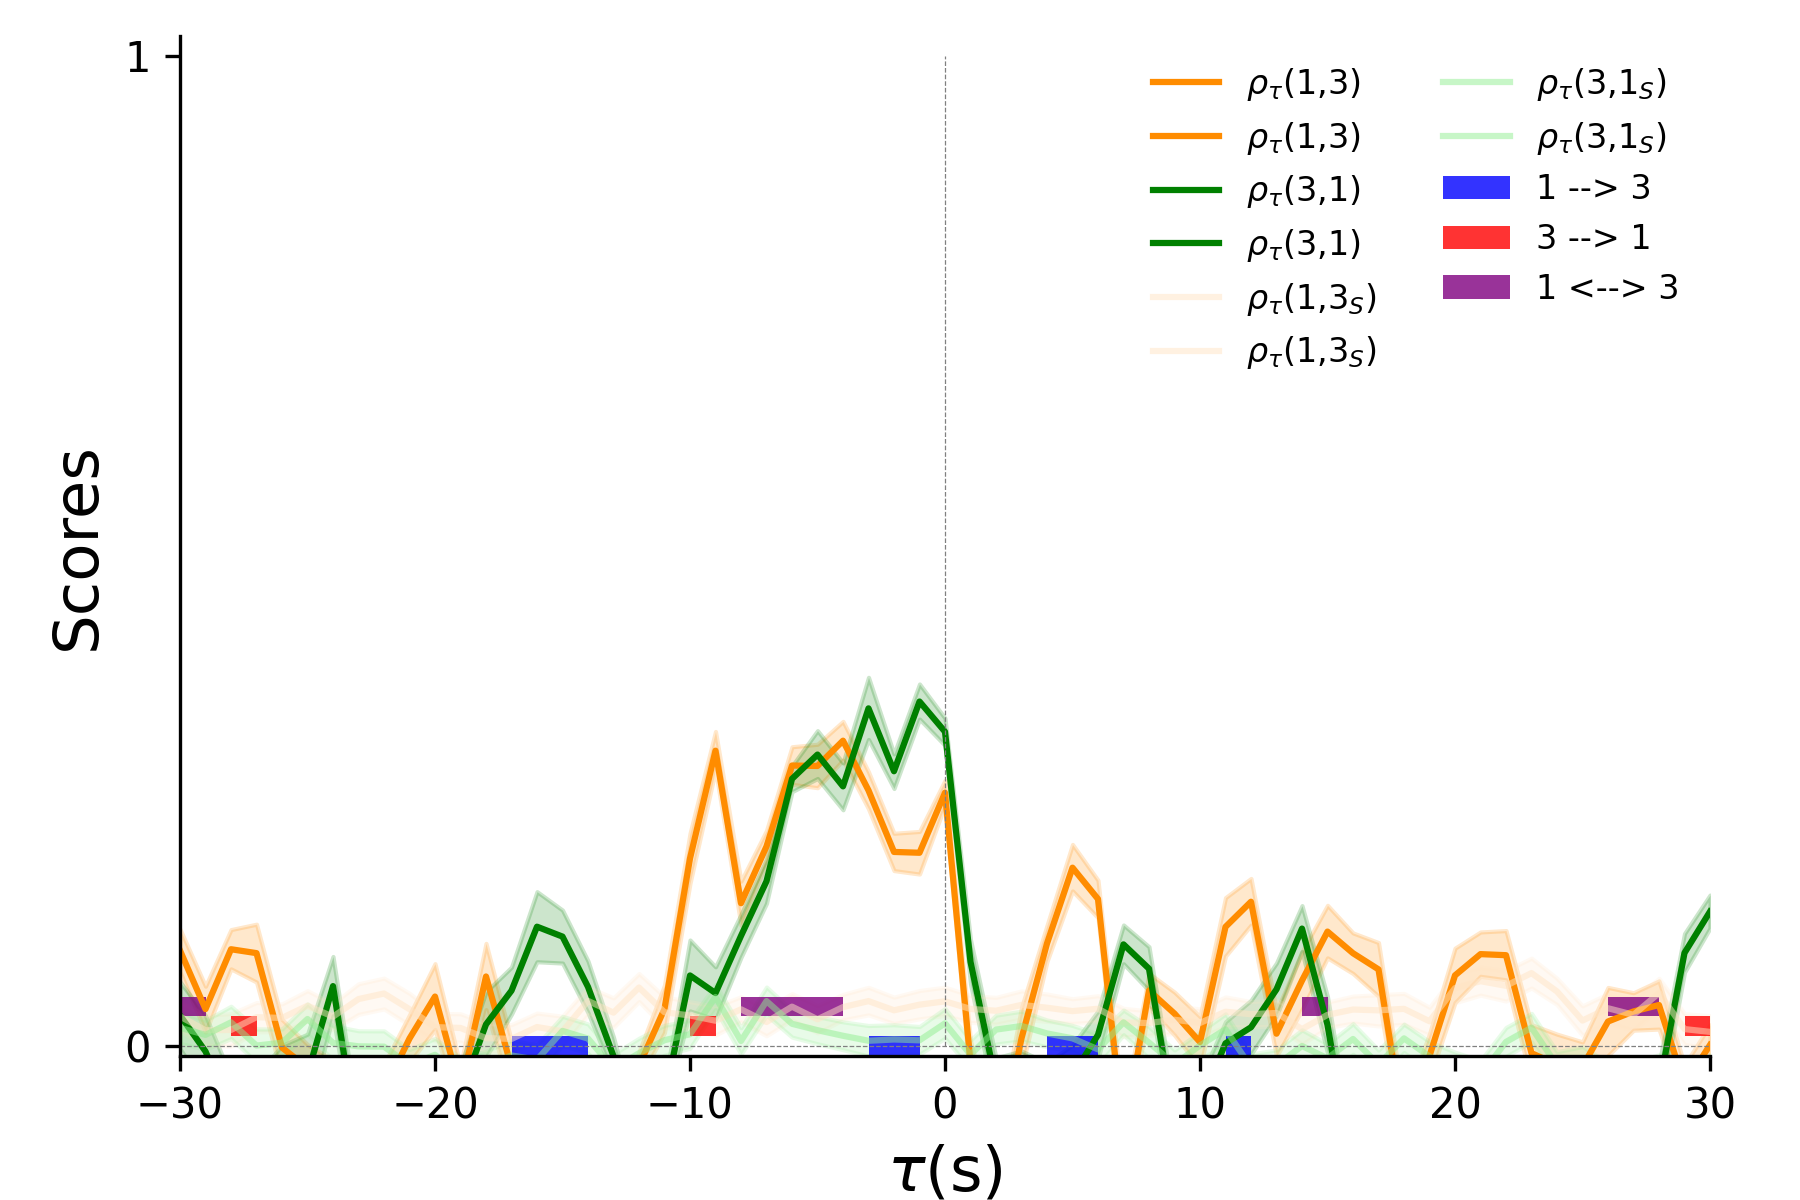 Scores
1
0
ρτ(1,3)
ρτ(1,3)
ρτ(3,1)
ρτ(3,1)
ρτ(1,3S)
ρτ(1,3S)
ρτ(3,1S)
ρτ(3,1S)
1 --> 3
3 --> 1
1 <--> 3
−30 −20 −10 0 10 20 30
τ(s)